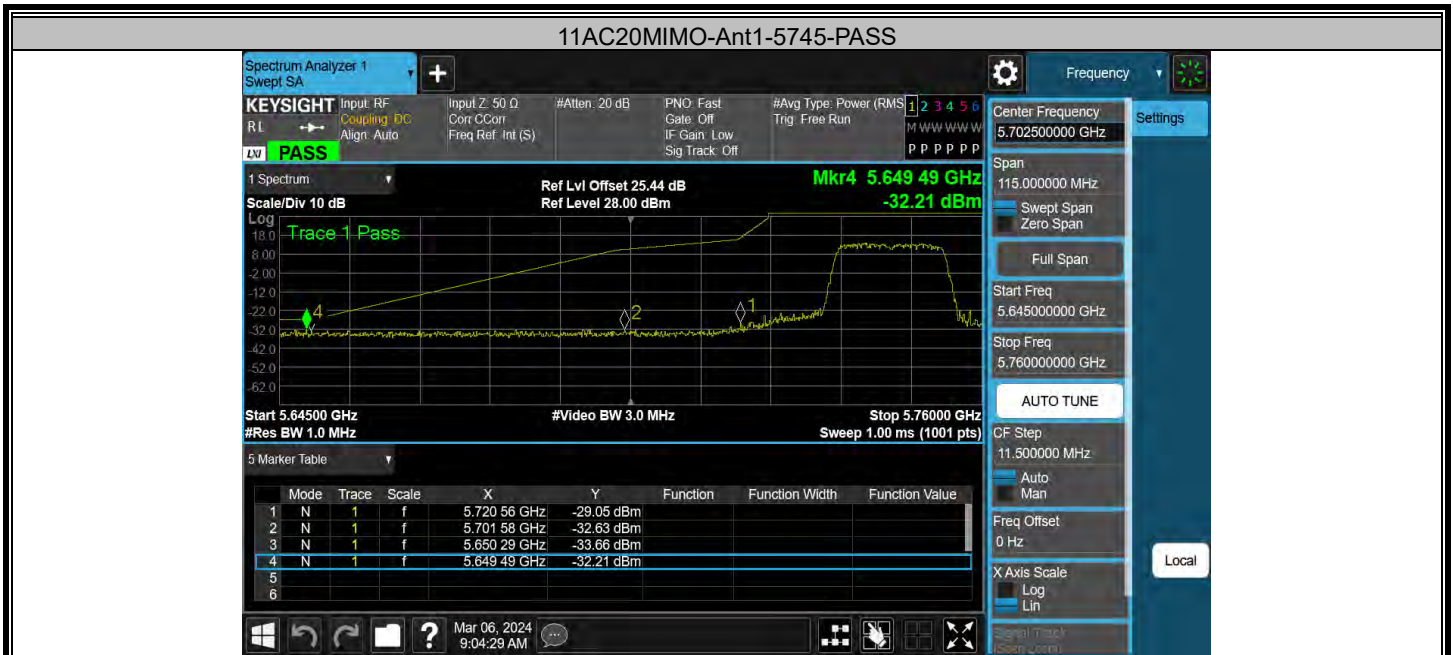 11AC20MIMO-Ant1-5745-PASS
Spectrum Analyzer 1
Swept SA
Frequency
KEYSIGHT
RL
LXI PASS
Input: RF
Coupling: DC
Align: Auto
Input Z: 50 Ω
Corr CCorr
Freq Ref: Int (S)
#Atten: 20 dB
PNO: Fast
Gate: Off
IF Gain: Low
Sig Track: Off
#Avg Type: Power (RMS
Trig: Free Run
1 2 3 4 5 6
M W W W W W
P P P P P P
1 Spectrum
Scale/Div 10 dB
Ref Lvl Offset 25.44 dB
Ref Level 28.00 dBm
Mkr4 5.649 49 GHz
-32.21 dBm
Log
Trace 1 Pass
18.0
8.00
-2.00
-12.0
-22.0
-32.0
-42.0
-52.0
-62.0
4
2
1
Start 5.64500 GHz
#Video BW 3.0 MHz
Stop 5.76000 GHz
#Res BW 1.0 MHz
Sweep 1.00 ms (1001 pts)
5 Marker Table
Mode Trace Scale X Y Function Function Width Function Value
1 N 1 f 5.720 56 GHz -29.05 dBm
2 N 1 f 5.701 58 GHz -32.63 dBm
3 N 1 f 5.650 29 GHz -33.66 dBm
4 N 1 f 5.649 49 GHz -32.21 dBm
5
6
?
Mar 06, 2024
9:04:29 AM
Center Frequency
5.702500000 GHz
Settings
Span
115.000000 MHz
Swept Span
Zero Span
Full Span
Start Freq
5.645000000 GHz
Stop Freq
5.760000000 GHz
AUTO TUNE
CF Step
11.500000 MHz
Auto
Man
Freq Offset
0 Hz
X Axis Scale
Log
Lin
Signal Track
(Span Zoom)
Local